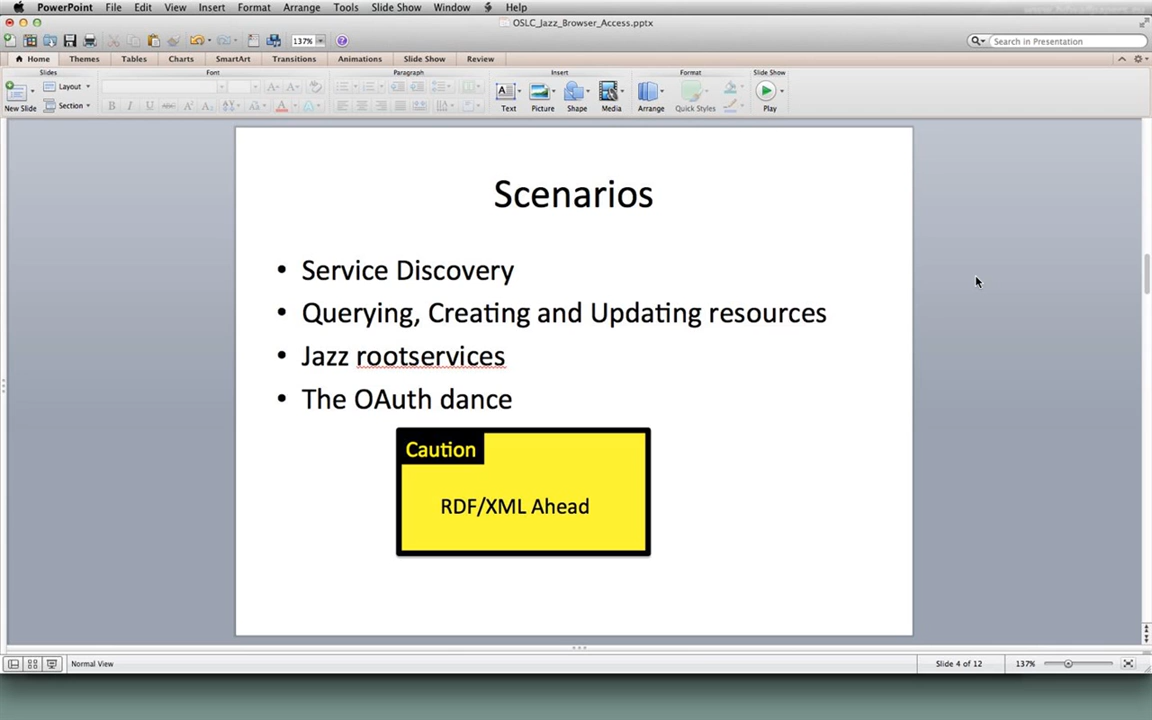 PowerPoint File Edit View Insert Format Arrange Tools Slide Show Window Help
OSLC_Jazz_Browser_Access.pptx
137% Search in Presentation
Home Themes Tables Charts SmartArt Transitions Animations Slide Show Review
Slides Font Paragraph Insert Format Slide Show
New Slide Layout Section B I U ABC Text Picture Shape Media Arrange Quick Styles Play
Scenarios
• Service Discovery
• Querying, Creating and Updating resources
• Jazz rootservices
• The OAuth dance
Caution
RDF/XML Ahead
Normal View Slide 4 of 12 137%